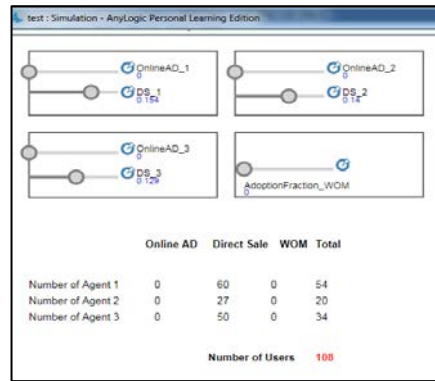 test : Simulation - AnyLogic Personal Learning Edition
OnlineAD_1
0
DS_1
0.154
OnlineAD_2
0
DS_2
0.14
OnlineAD_3
0
DS_3
0.129
AdoptionFraction_WOM
0
Online AD Direct Sale WOM Total
Number of Agent 1 0 60 0 54
Number of Agent 2 0 27 0 20
Number of Agent 3 0 50 0 34
Number of Users 108